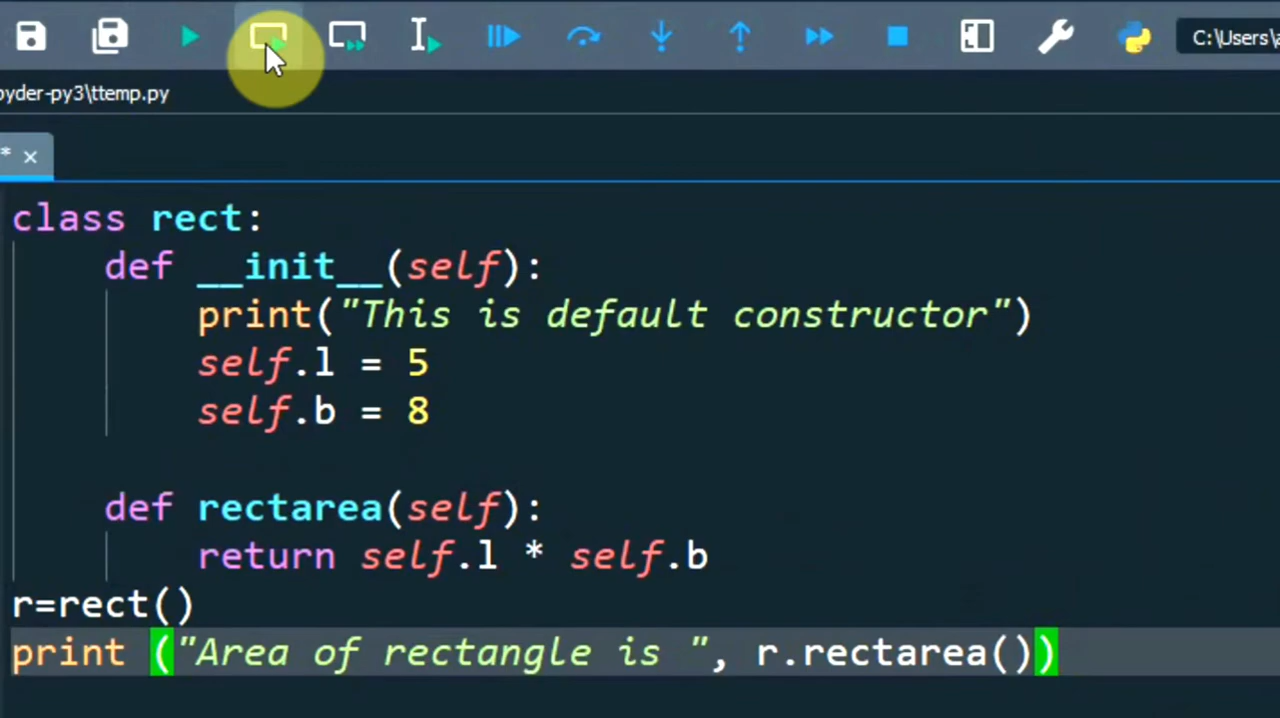 C:\Users\a
pyder-py3\ttemp.py
*
class rect:
    def __init__(self):
        print("This is default constructor")
        self.l = 5
        self.b = 8
    def rectarea(self):
        return self.l * self.b
r=rect()
print ("Area of rectangle is ", r.rectarea())